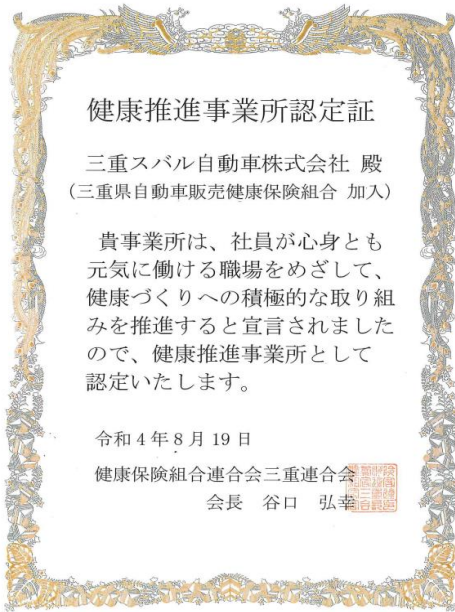 健康推進事業所認定証
三重スバル自動車株式会社 殿
(三重県自動車販売健康保険組合 加入)
貴事業所は、社員が心身とも
元気に働ける職場をめざして、
健康づくりへの積極的な取り組
みを推進すると宣言されました
ので、健康推進事業所として
認定いたします。
令和4年8月19日
健康保険組合連合会三重連合会
会長 谷口 弘幸